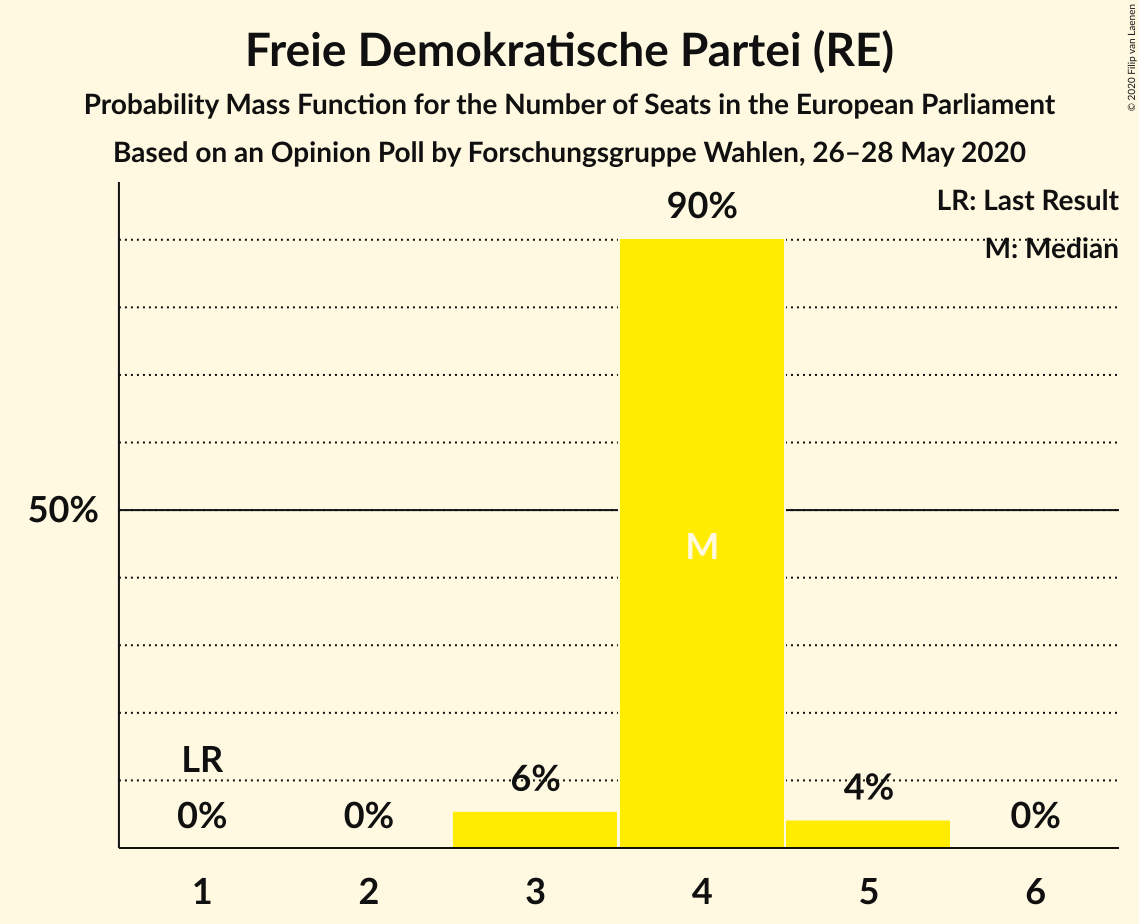 Freie Demokratische Partei (RE)
Probability Mass Function for the Number of Seats in the European Parliament
Based on an Opinion Poll by Forschungsgruppe Wahlen, 26–28 May 2020
© 2020 Filip van Laenen
LR: Last Result
M: Median
90%
50%
M
LR
0%
0%
6%
4%
0%
1 2 3 4 5 6